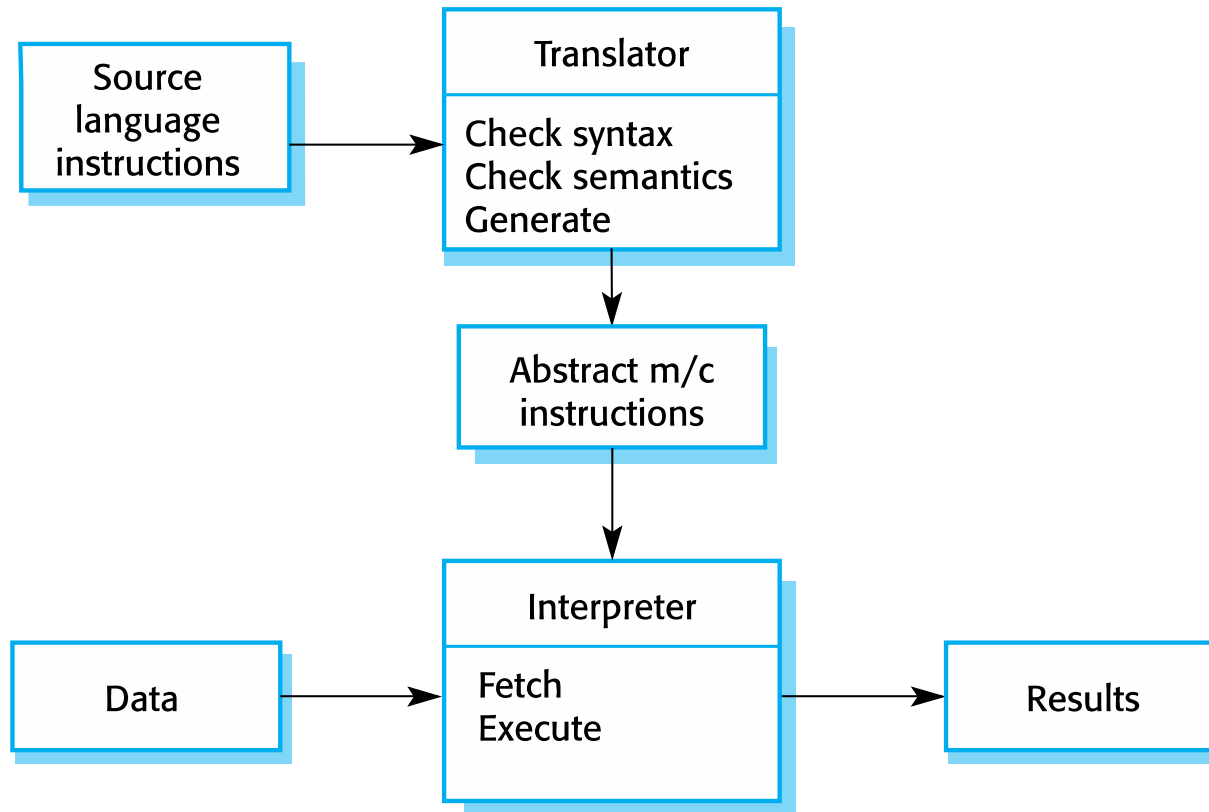 Source
language
instructions
Translator
Check syntax
Check semantics
Generate
Abstract m/c
instructions
Interpreter
Fetch
Execute
Data
Results